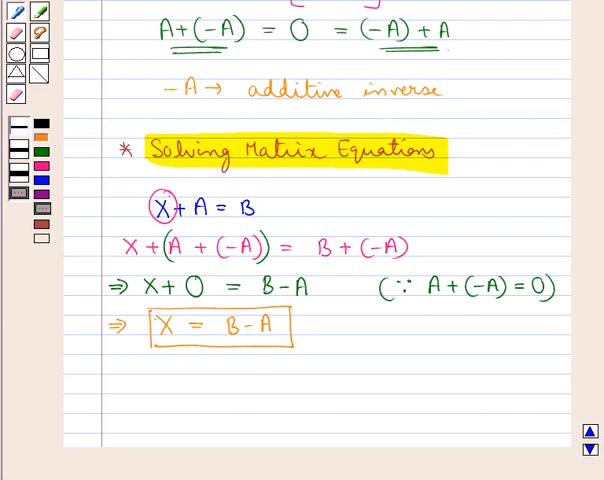 A+(-A) = O = (-A) + A
-A → additive inverse
* Solving Matrix Equations
X + A = B
X + (A + (-A)) = B + (-A)
⇒ X + O = B - A (∵ A + (-A) = O)
⇒ X = B - A